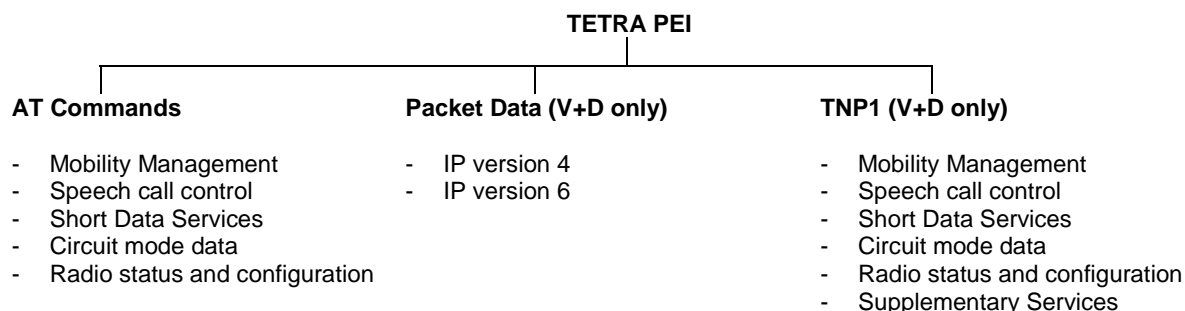 TETRA PEI
AT Commands
- Mobility Management
- Speech call control
- Short Data Services
- Circuit mode data
- Radio status and configuration
Packet Data (V+D only)
- IP version 4
- IP version 6
TNP1 (V+D only)
- Mobility Management
- Speech call control
- Short Data Services
- Circuit mode data
- Radio status and configuration
- Supplementary Services